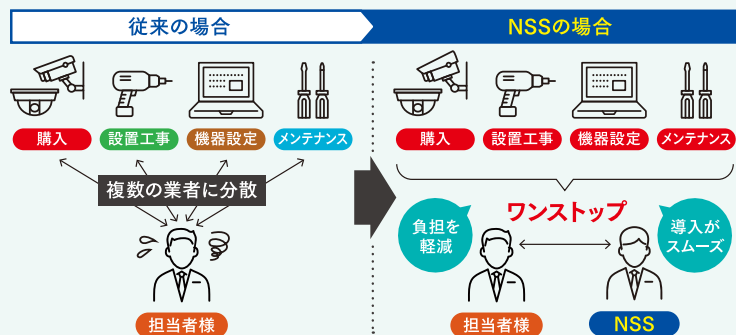 従来の場合
購入
設置工事
機器設定
メンテナンス
複数の業者に分散
担当者様
NSSの場合
購入
設置工事
機器設定
メンテナンス
ワンストップ
負担を
軽減
導入が
スムーズ
担当者様
NSS